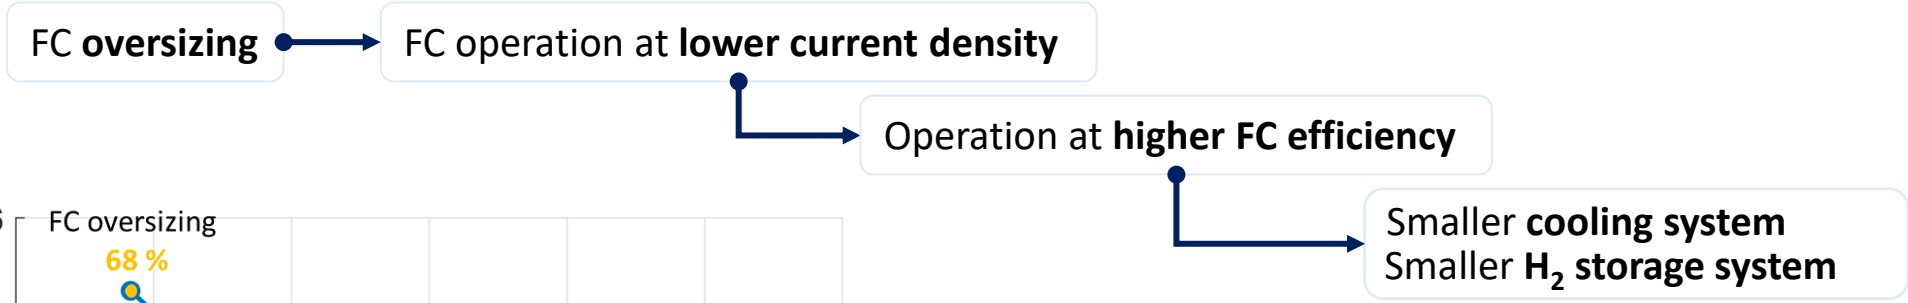 FC oversizing
FC operation at lower current density
Operation at higher FC efficiency
Smaller cooling system
Smaller H₂ storage system
FC oversizing
68 %